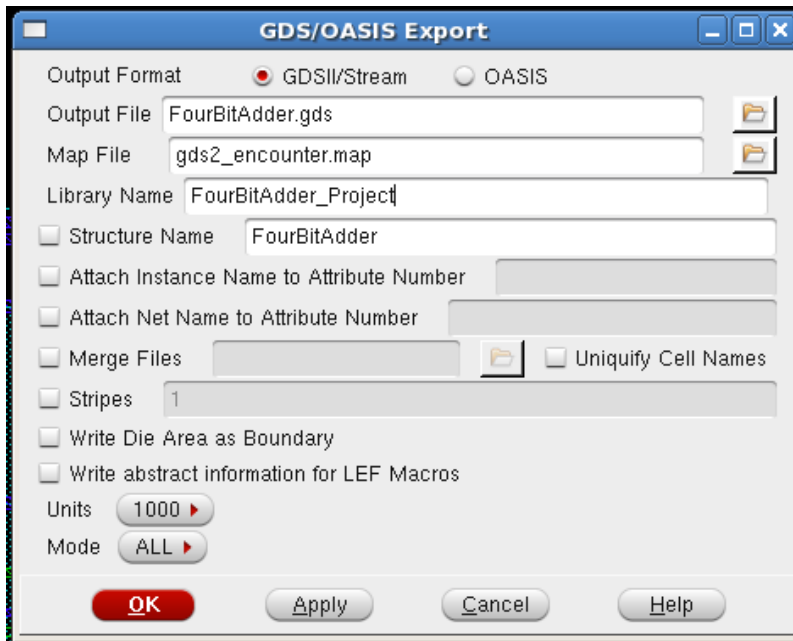 GDS/OASIS Export
Output Format GDSII/Stream OASIS
Output File FourBitAdder.gds
Map File gds2_encounter.map
Library Name FourBitAdder_Project
Structure Name FourBitAdder
Attach Instance Name to Attribute Number
Attach Net Name to Attribute Number
Merge Files Uniquify Cell Names
Stripes 1
Write Die Area as Boundary
Write abstract information for LEF Macros
Units 1000
Mode ALL
OK Apply Cancel Help